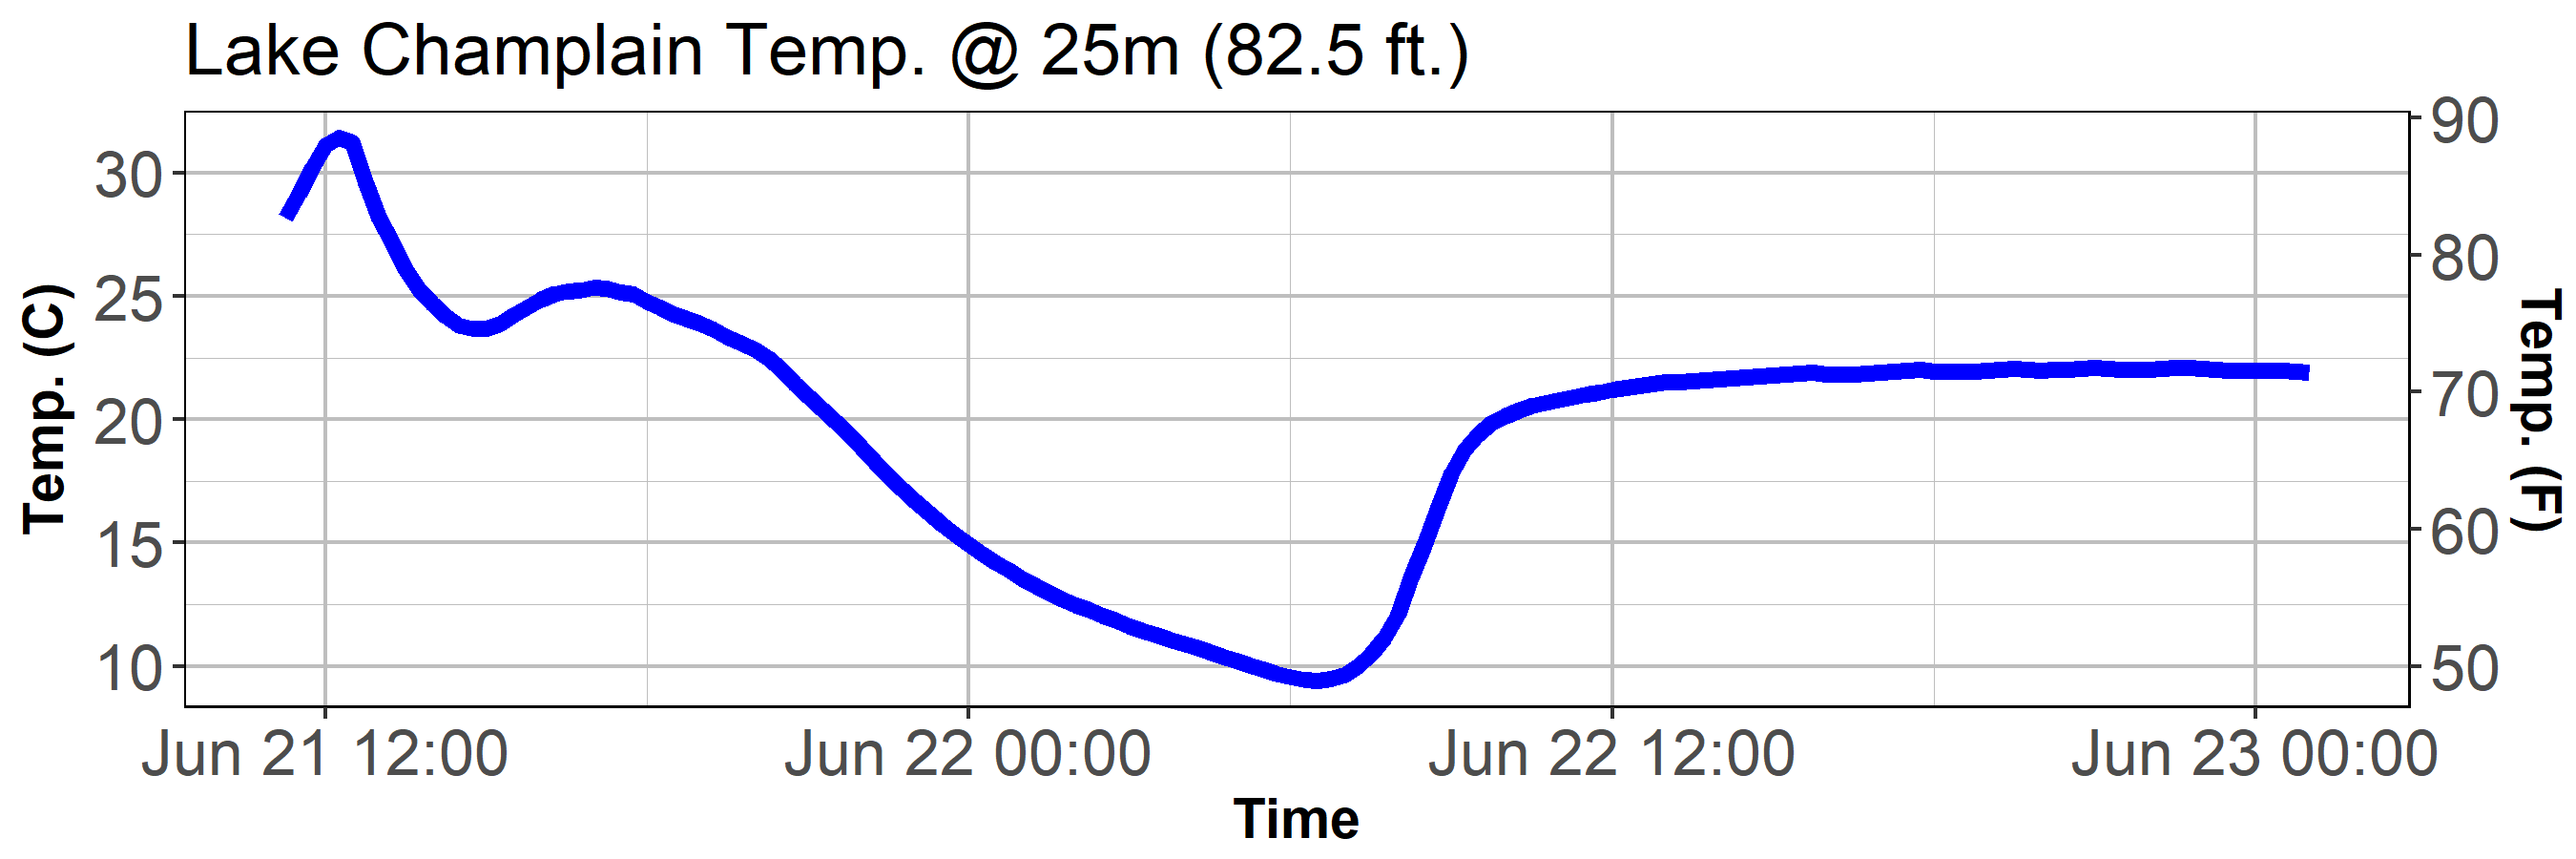 Lake Champlain Temp. @ 25m (82.5 ft.)
Temp. (C)
30
25
20
15
10
90
80
70
60
50
Temp. (F)
Jun 21 12:00
Jun 22 00:00
Jun 22 12:00
Jun 23 00:00
Time